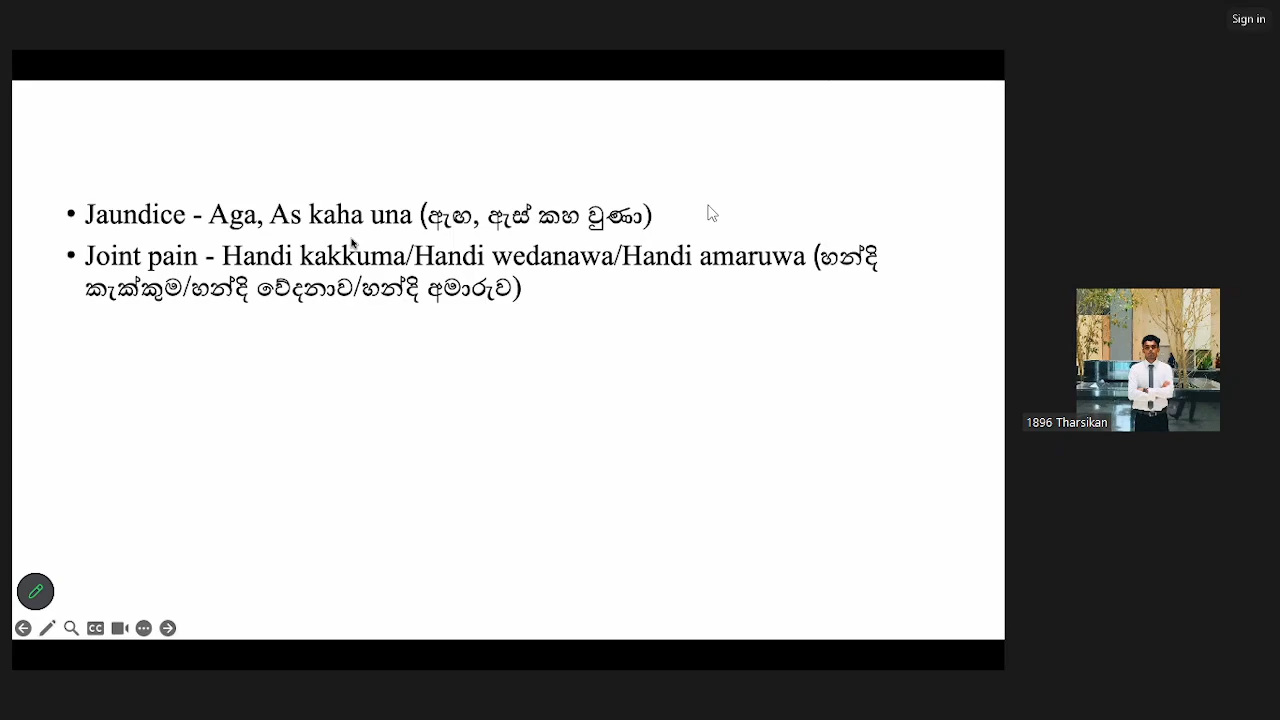 Sign in
• Jaundice - Aga, As kaha una (ඇඟ, ඇස් කහ වුණා)
• Joint pain - Handi kakkuma/Handi wedanawa/Handi amaruwa (හන්දි
කැක්කුම/හන්දි වේදනාව/හන්දි අමාරුව)
1896 Tharsikan
CC